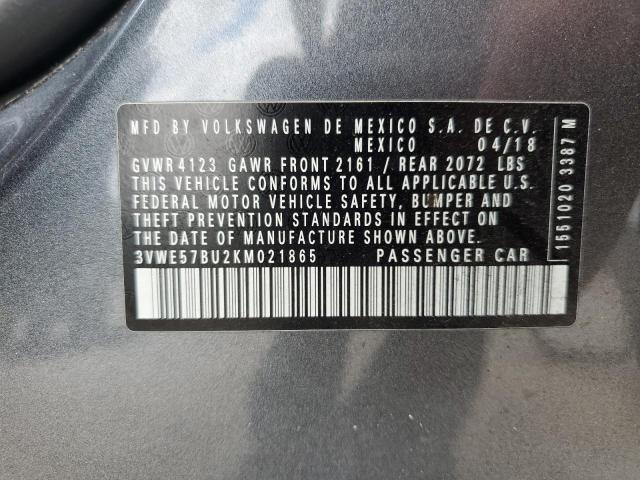 MFD BY VOLKSWAGEN DE MEXICO S.A. DE C.V.
MEXICO 04/18
GVWR 4123 GAWR FRONT 2161 / REAR 2072 LBS
THIS VEHICLE CONFORMS TO ALL APPLICABLE U.S.
FEDERAL MOTOR VEHICLE SAFETY, BUMPER AND
THEFT PREVENTION STANDARDS IN EFFECT ON
THE DATE OF MANUFACTURE SHOWN ABOVE.
3VWE57BU2KM021865 PASSENGER CAR
1551020 3387 M